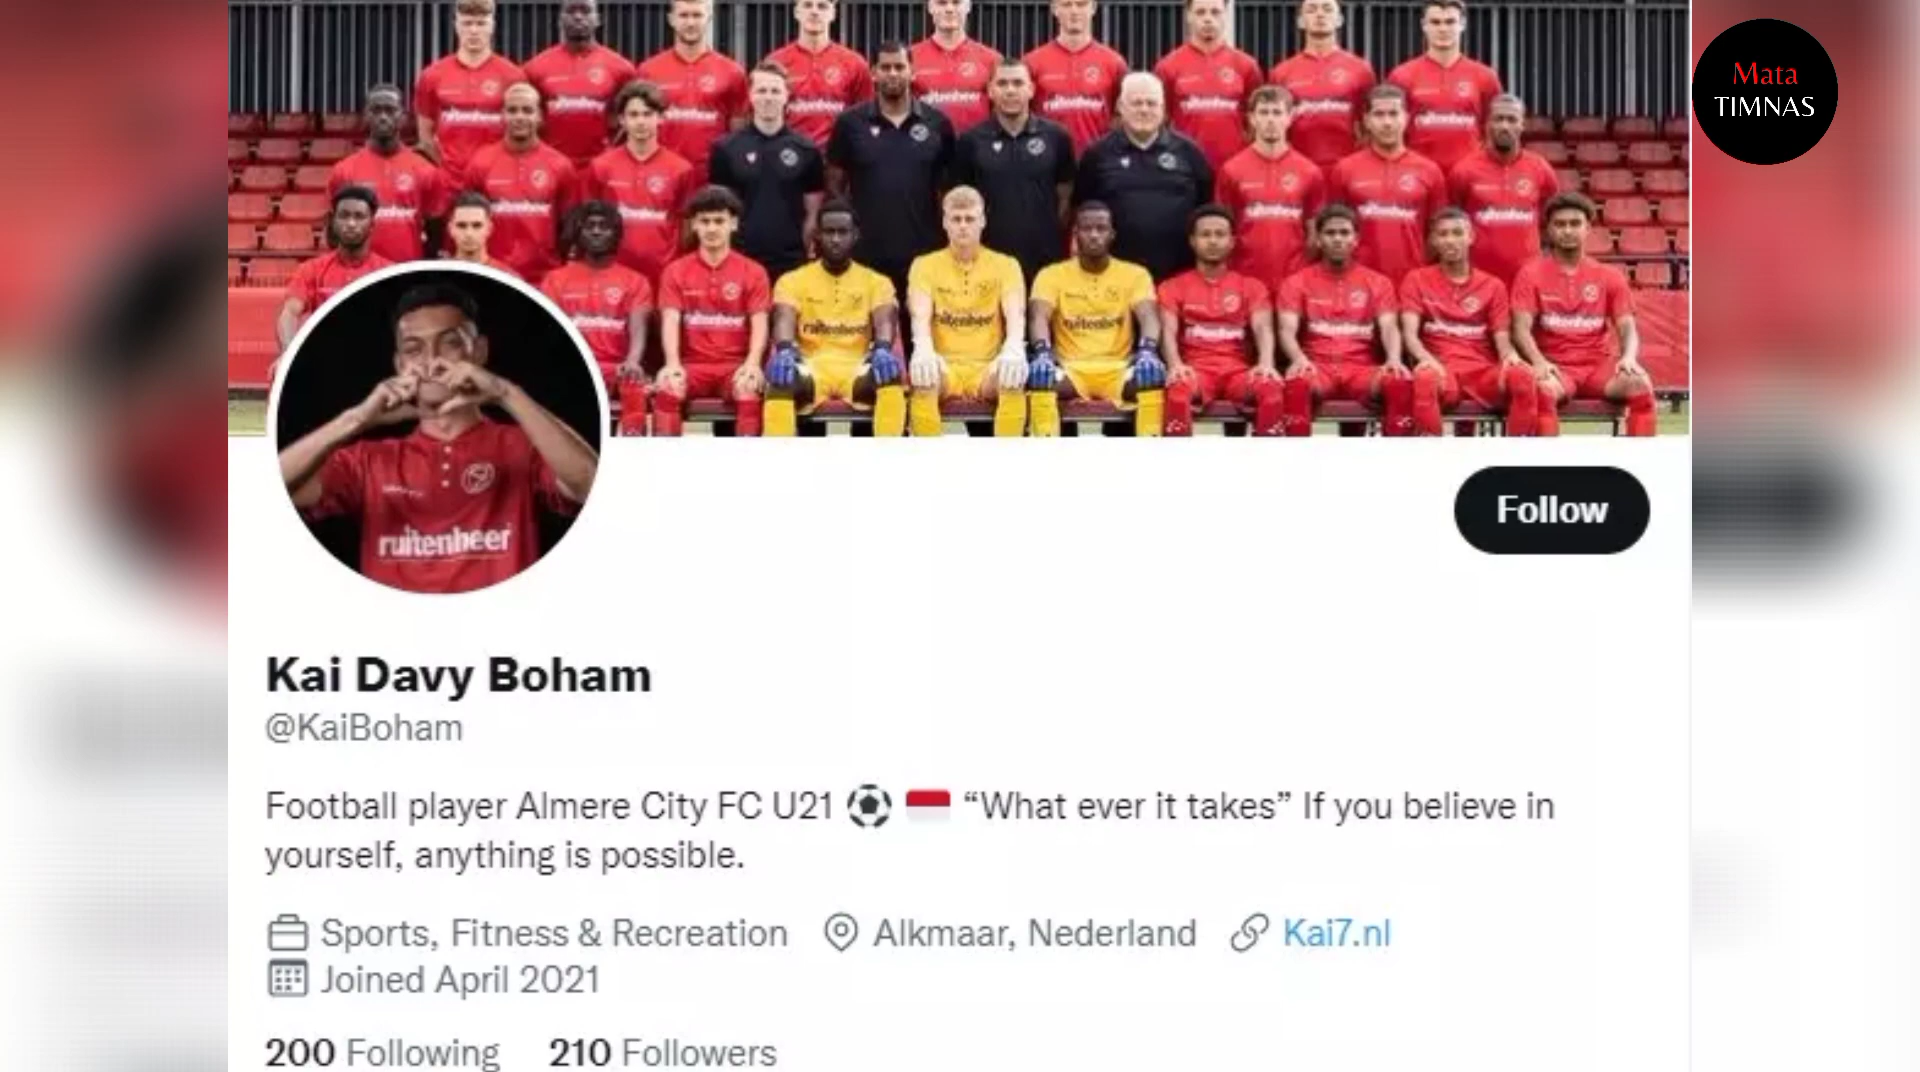 Mata
TIMNAS
ruitenheer
Follow
Kai Davy Boham
@KaiBoham
Football player Almere City FC U21 ⚽ 🇮🇩 “What ever it takes” If you believe in
yourself, anything is possible.
Sports, Fitness & Recreation Alkmaar, Nederland Kai7.nl
Joined April 2021
200 Following 210 Followers